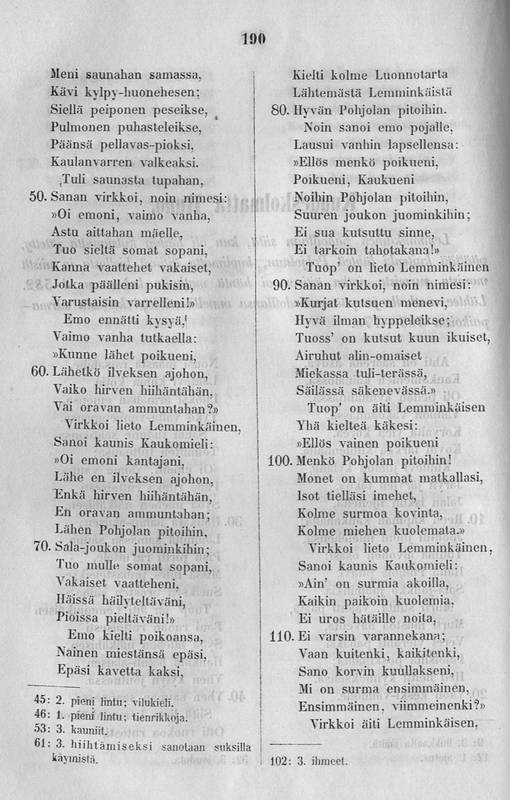 190
Meni saunahan samassa,
Kävi kylpy-huonehesen;
Siellä peiponen peseikse,
Pulmonen puhasteleikse,
Päänsä pellavas-pioksi,
Kaulanvarren valkeaksi.
Tuli saunasta tupahan,
50. Sanan virkkoi, noin nimesi:
»Oi emoni, vaimo vanha,
Astu aittahan mäelle,
Tuo sieltä somat sopani,
Kanna vaattehet vakaiset,
Jotka päälleni pukisin,
Varustaisin varrelleni!»
Emo ennätti kysyä,
Vaimo vanha tutkaella:
»Kunne lähet poikueni,
60. Lähetkö ilveksen ajohon,
Vaiko hirven hiihäntähän,
Vai oravan ammuntahan?»
Virkkoi lieto Lemminkäinen,
Sanoi kaunis Kaukomieli:
»Oi emoni kantajani,
Lähe en ilveksen ajohon,
Enkä hirven hiihäntähän,
En oravan ammuntahan;
Lähen Pohjolan pitoihin,
70. Sala-joukon juominkihin;
Tuo mulle somat sopani,
Vakaiset vaatteheni,
Häissä häilyteltäväni,
Pioissa pieltäväni!»
Emo kielti poikoansa,
Nainen miestänsä epäsi,
Epäsi kavetta kaksi,
45: 2. pieni lintu; vilukieli.
46: 1. pieni lintu; tienrikkoja.
53: 3. kauniit.
61: 3. hiihtämiseksi sanotaan suksilla
käymistä.
Kielti kolme Luonnotarta
Lähtemästä Lemminkäistä
80. Hyvän Pohjolan pitoihin.
Noin sanoi emo pojalle,
Lausui vanhin lapsellensa:
»Ellös menkö poikueni,
Poikueni, Kaukueni
Noihin Pohjolan pitoihin,
Suuren joukon juominkihin;
Ei sua kutsuttu sinne,
Ei tarkoin tahotakana!»
Tuop' on lieto Lemminkäinen
90. Sanan virkkoi, noin nimesi:
»Kurjat kutsuen menevi,
Hyvä ilman hyppeleikse;
Tuoss' on kutsut kuun ikuiset,
Airuhut alin-omaiset
Miekassa tuli-terässä,
Säilässä säkenevässä.»
Tuop' on äiti Lemminkäisen
Yhä kielteä käkesi:
»Ellös vainen poikueni
100. Menkö Pohjolan pitoihin!
Monet on kummat matkallasi,
Isot tielläsi imehet,
Kolme surmoa kovinta,
Kolme miehen kuolemata.»
Virkkoi lieto Lemminkäinen,
Sanoi kaunis Kaukomieli:
»Ain' on surmia akoilla,
Kaikin paikoin kuolemia,
Ei uros hätäile noita,
110. Ei varsin varannekana;
Vaan kuitenki, kaikitenki,
Sano korvin kuullakseni,
Mi on surma ensimmäinen,
Ensimmäinen, viimmeinenki?»
Virkkoi äiti Lemminkäisen,
102: 3. ihmeet.